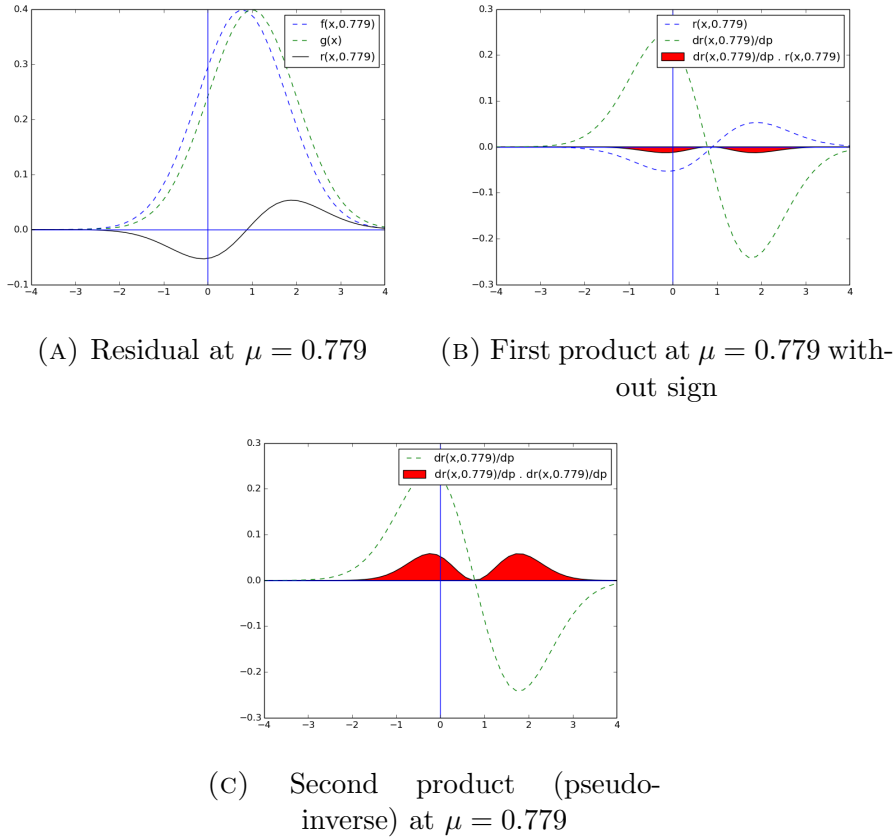 0.4
0.3
0.2
0.1
0.0
−0.1
−4 −3 −2 −1 0 1 2 3 4
f(x,0.779)
g(x)
r(x,0.779)
0.3
0.2
0.1
0.0
−0.1
−0.2
−0.3
−4 −3 −2 −1 0 1 2 3 4
r(x,0.779)
dr(x,0.779)/dp
dr(x,0.779)/dp . r(x,0.779)
(A) Residual at μ = 0.779
(B) First product at μ = 0.779 with-
out sign
0.3
0.2
0.1
0.0
−0.1
−0.2
−0.3
−4 −3 −2 −1 0 1 2 3 4
dr(x,0.779)/dp
dr(x,0.779)/dp . dr(x,0.779)/dp
(C) Second product (pseudo-
inverse) at μ = 0.779